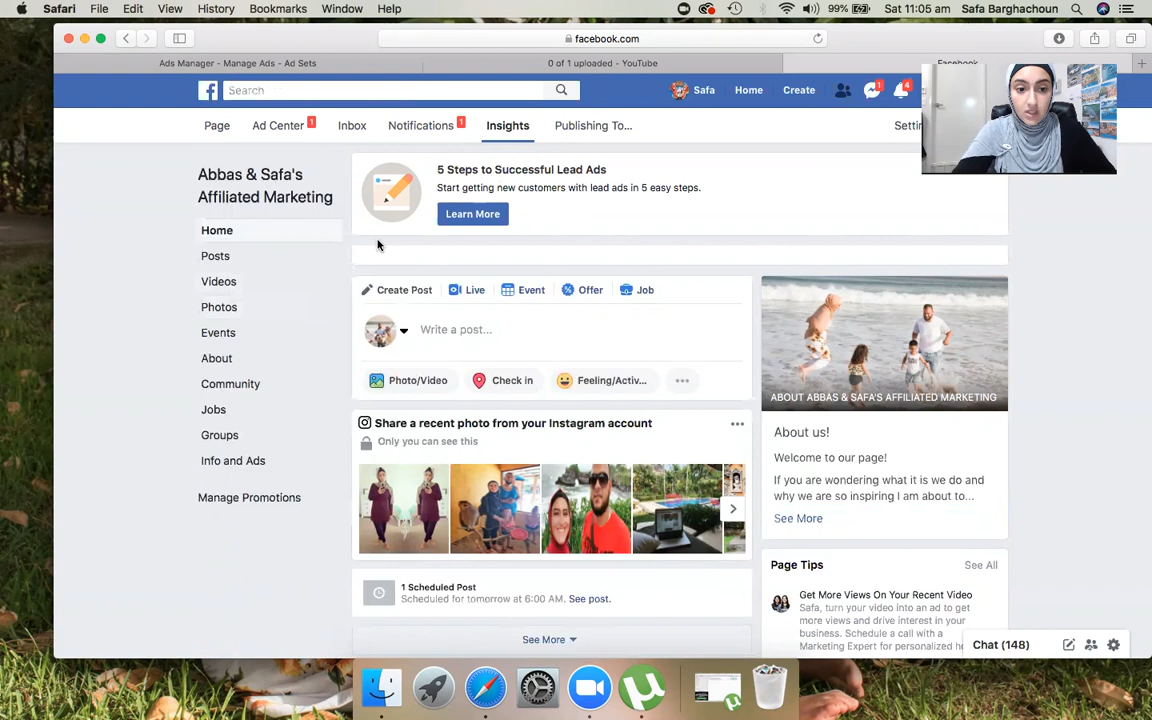 Safari File Edit View History Bookmarks Window Help 99% Sat 11:05 am Safa Barghachoun
facebook.com
Ads Manager - Manage Ads - Ad Sets 0 of 1 uploaded - YouTube Facebook
Search Safa Home Create 1 4
Page Ad Center 1 Inbox Notifications 1 Insights Publishing To...
Abbas & Safa's
Affiliated Marketing
Home
Posts
Videos
Photos
Events
About
Community
Jobs
Groups
Info and Ads
Manage Promotions
5 Steps to Successful Lead Ads
Start getting new customers with lead ads in 5 easy steps.
Learn More
Create Post Live Event Offer Job
Write a post...
Photo/Video Check in Feeling/Activ...
Share a recent photo from your Instagram account
Only you can see this
1 Scheduled Post
Scheduled for tomorrow at 6:00 AM. See post.
See More
ABOUT ABBAS & SAFA'S AFFILIATED MARKETING
About us!
Welcome to our page!
If you are wondering what it is we do and
why we are so inspiring I am about to...
See More
Page Tips See All
Get More Views On Your Recent Video
Safa, turn your video into an ad to get
more views and drive interest in your
business. Schedule a call with a
Marketing Expert for personalized
Chat (148)